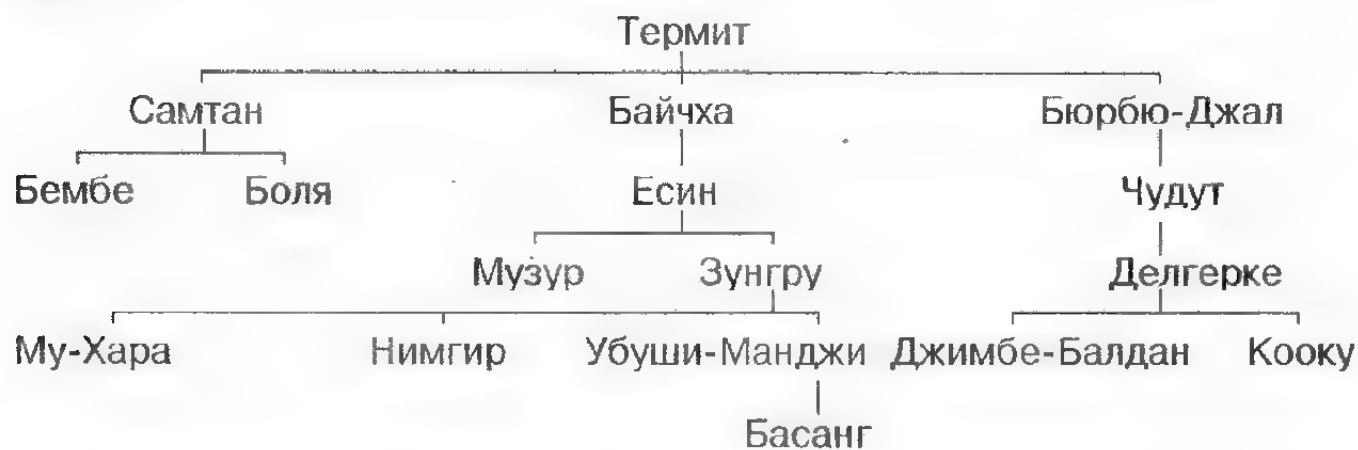 Термит
Самтан Байчха Бюрбю-Джал
Бембе Боля Есин Чудут
Музур Зунгру Делгерке
Му-Хара Нимгир Убуши-Манджи Джимбе-Балдан Кооку
Басанг